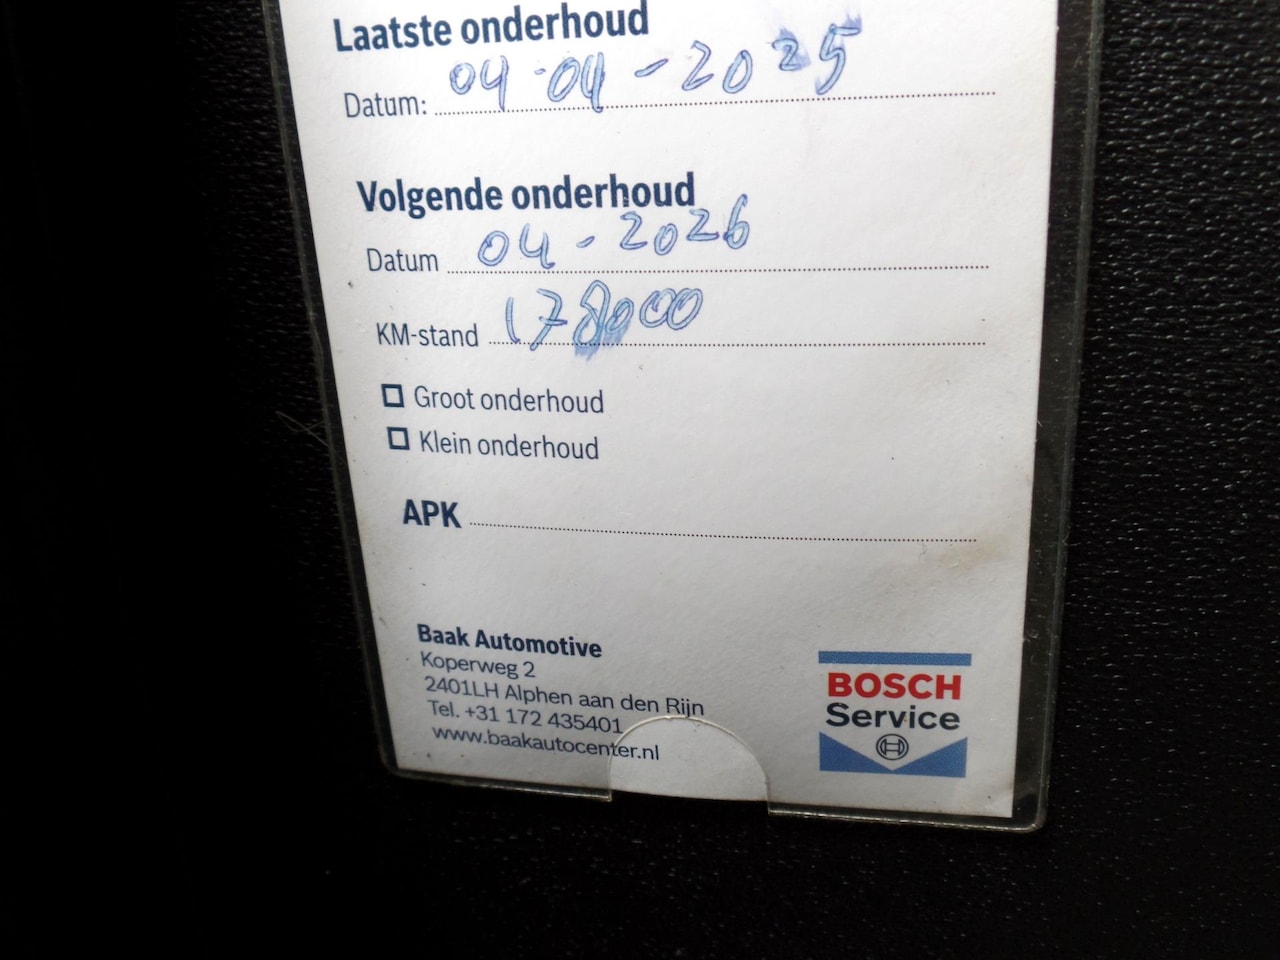 Laatste onderhoud
Datum: 04-04-2025
Volgende onderhoud
Datum 04-2026
KM-stand 178000
Groot onderhoud
Klein onderhoud
APK
Baak Automotive
Koperweg 2
2401LH Alphen aan den Rijn
Tel. +31 172 435401
www.baakautocenter.nl
BOSCH
Service